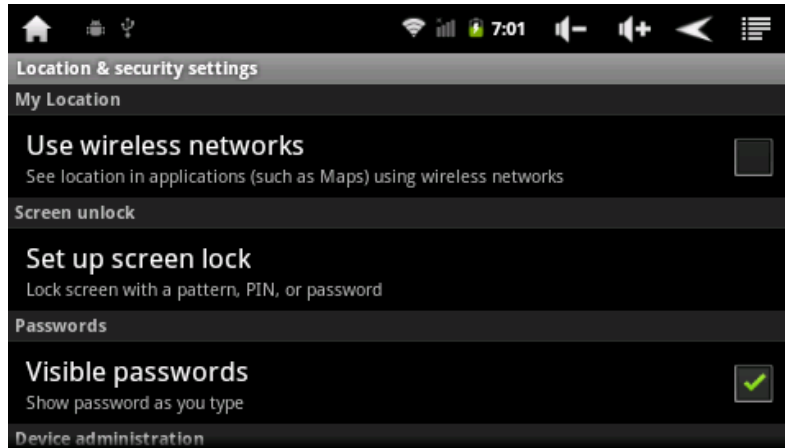 7:01
Location & security settings
My Location
Use wireless networks
See location in applications (such as Maps) using wireless networks
Screen unlock
Set up screen lock
Lock screen with a pattern, PIN, or password
Passwords
Visible passwords
Show password as you type
Device administration